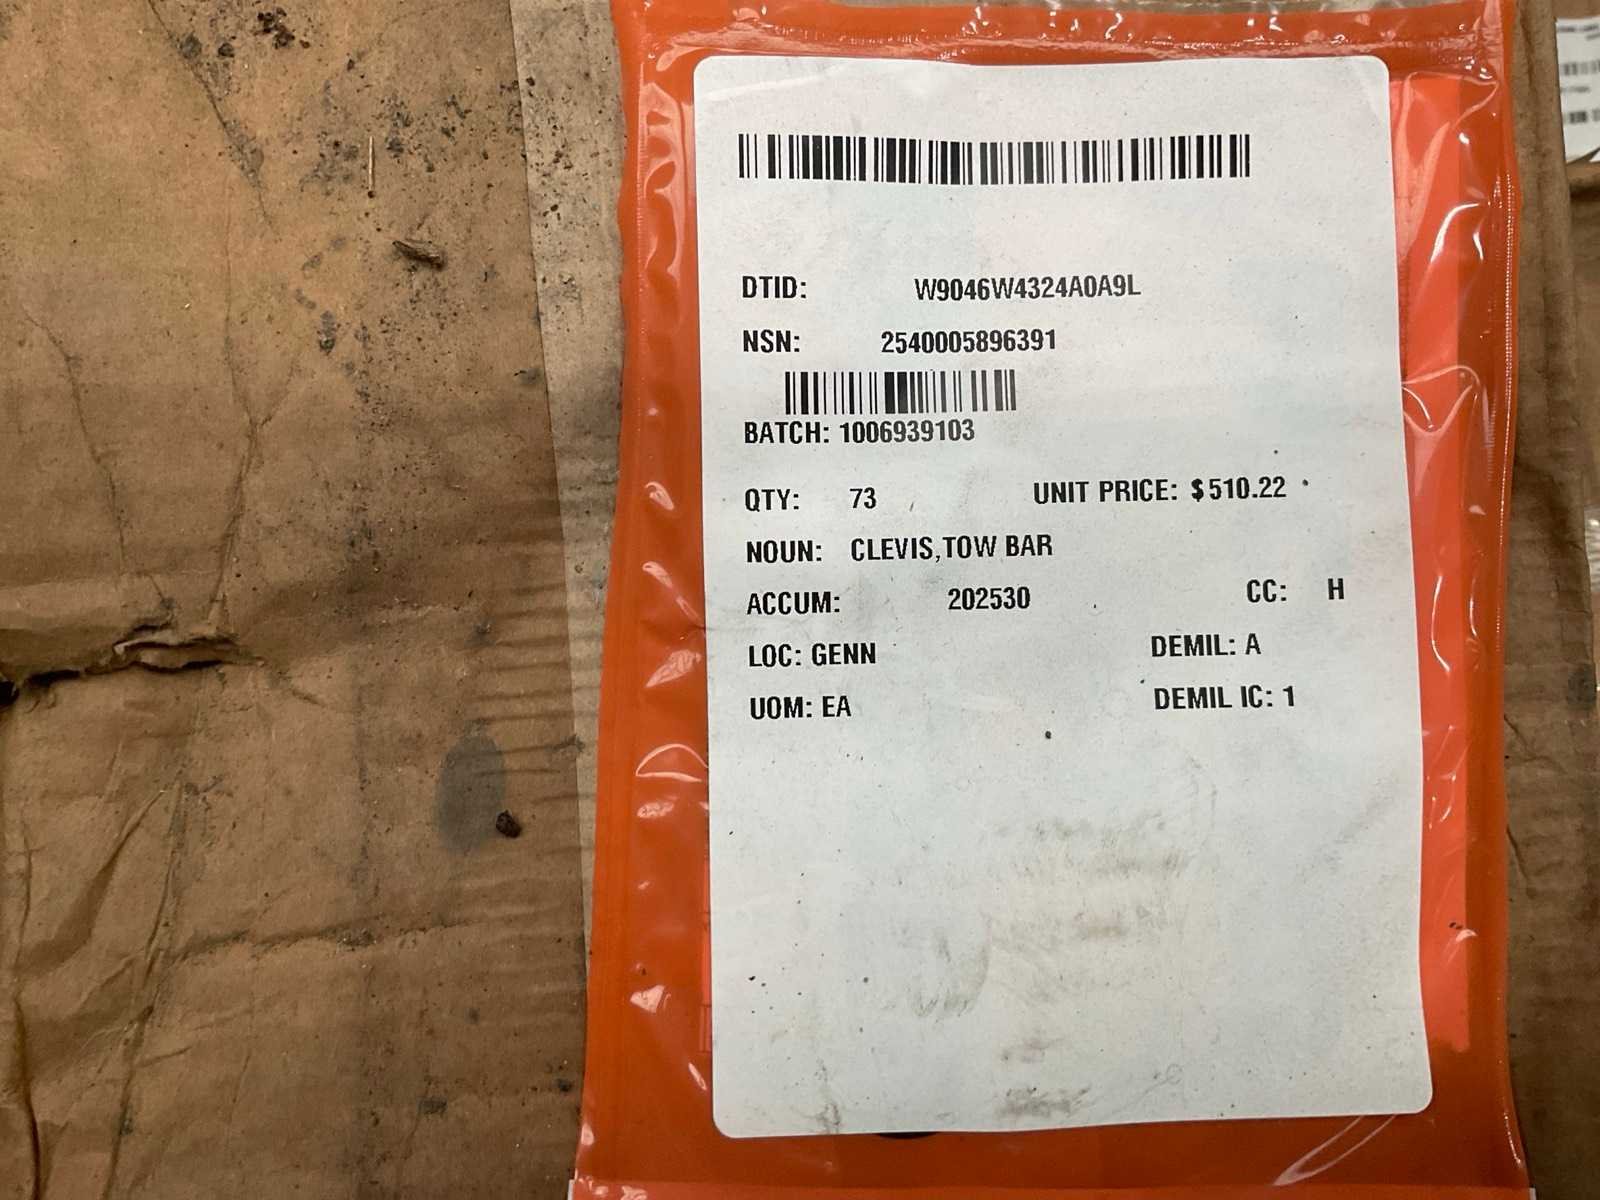 DTID: W9046W4324A0A9L
NSN: 2540005896391
BATCH: 1006939103
QTY: 73 UNIT PRICE: $510.22
NOUN: CLEVIS,TOW BAR
ACCUM: 202530 CC: H
LOC: GENN DEMIL: A
UOM: EA DEMIL IC: 1